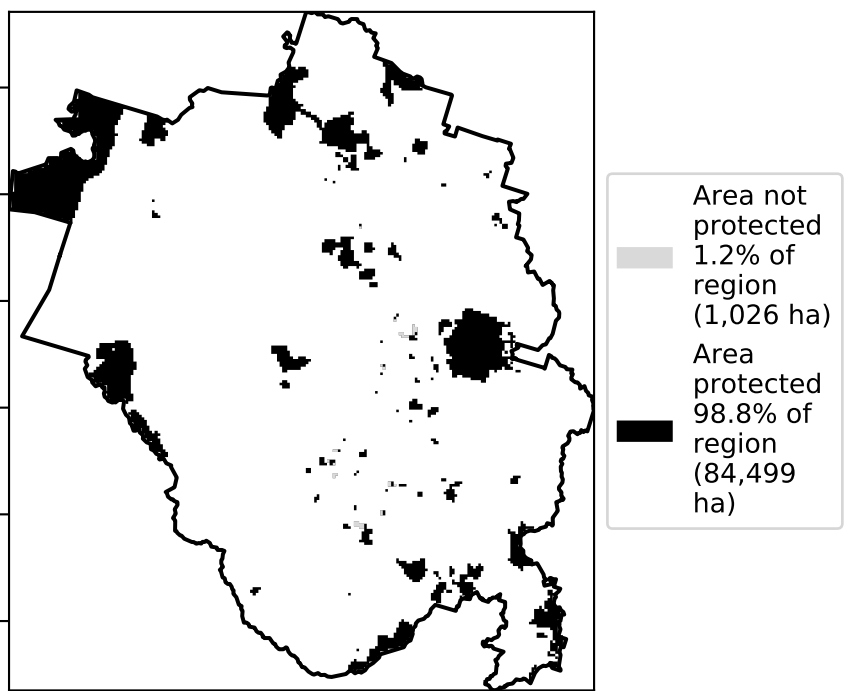 Area not
protected
1.2% of
region
(1,026 ha)
Area
protected
98.8% of
region
(84,499
ha)